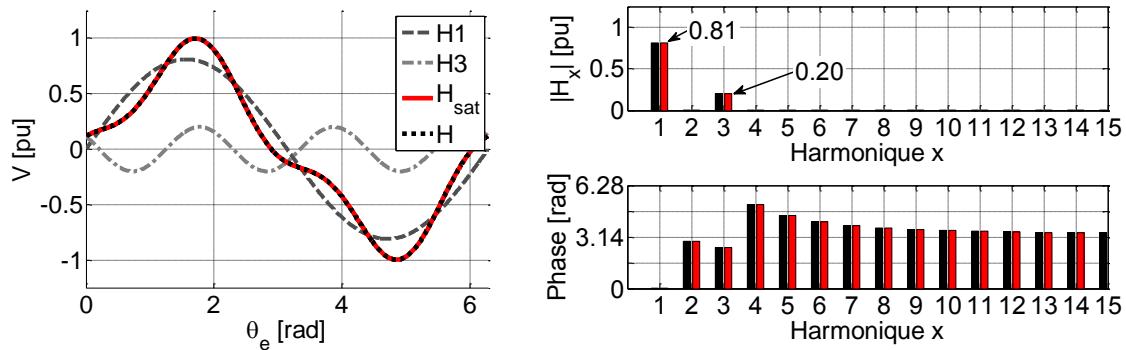 V [pu]
1
0.5
0
-0.5
-1
0
2
4
6
θe [rad]
H1
H3
Hsat
H
|Hx| [pu]
1
0.5
0
0.81
0.20
1 2 3 4 5 6 7 8 9 10 11 12 13 14 15
Harmonique x
Phase [rad]
6.28
3.14
0
1 2 3 4 5 6 7 8 9 10 11 12 13 14 15
Harmonique x